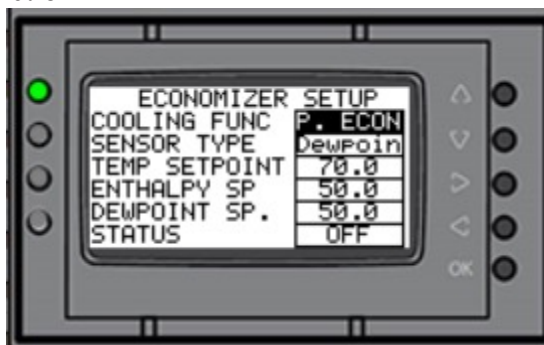 ECONOMIZER SETUP
COOLING FUNC P. ECON
SENSOR TYPE Dewpoin
TEMP SETPOINT 70.0
ENTHALPY SP 50.0
DEWPOINT SP. 50.0
STATUS OFF
OK